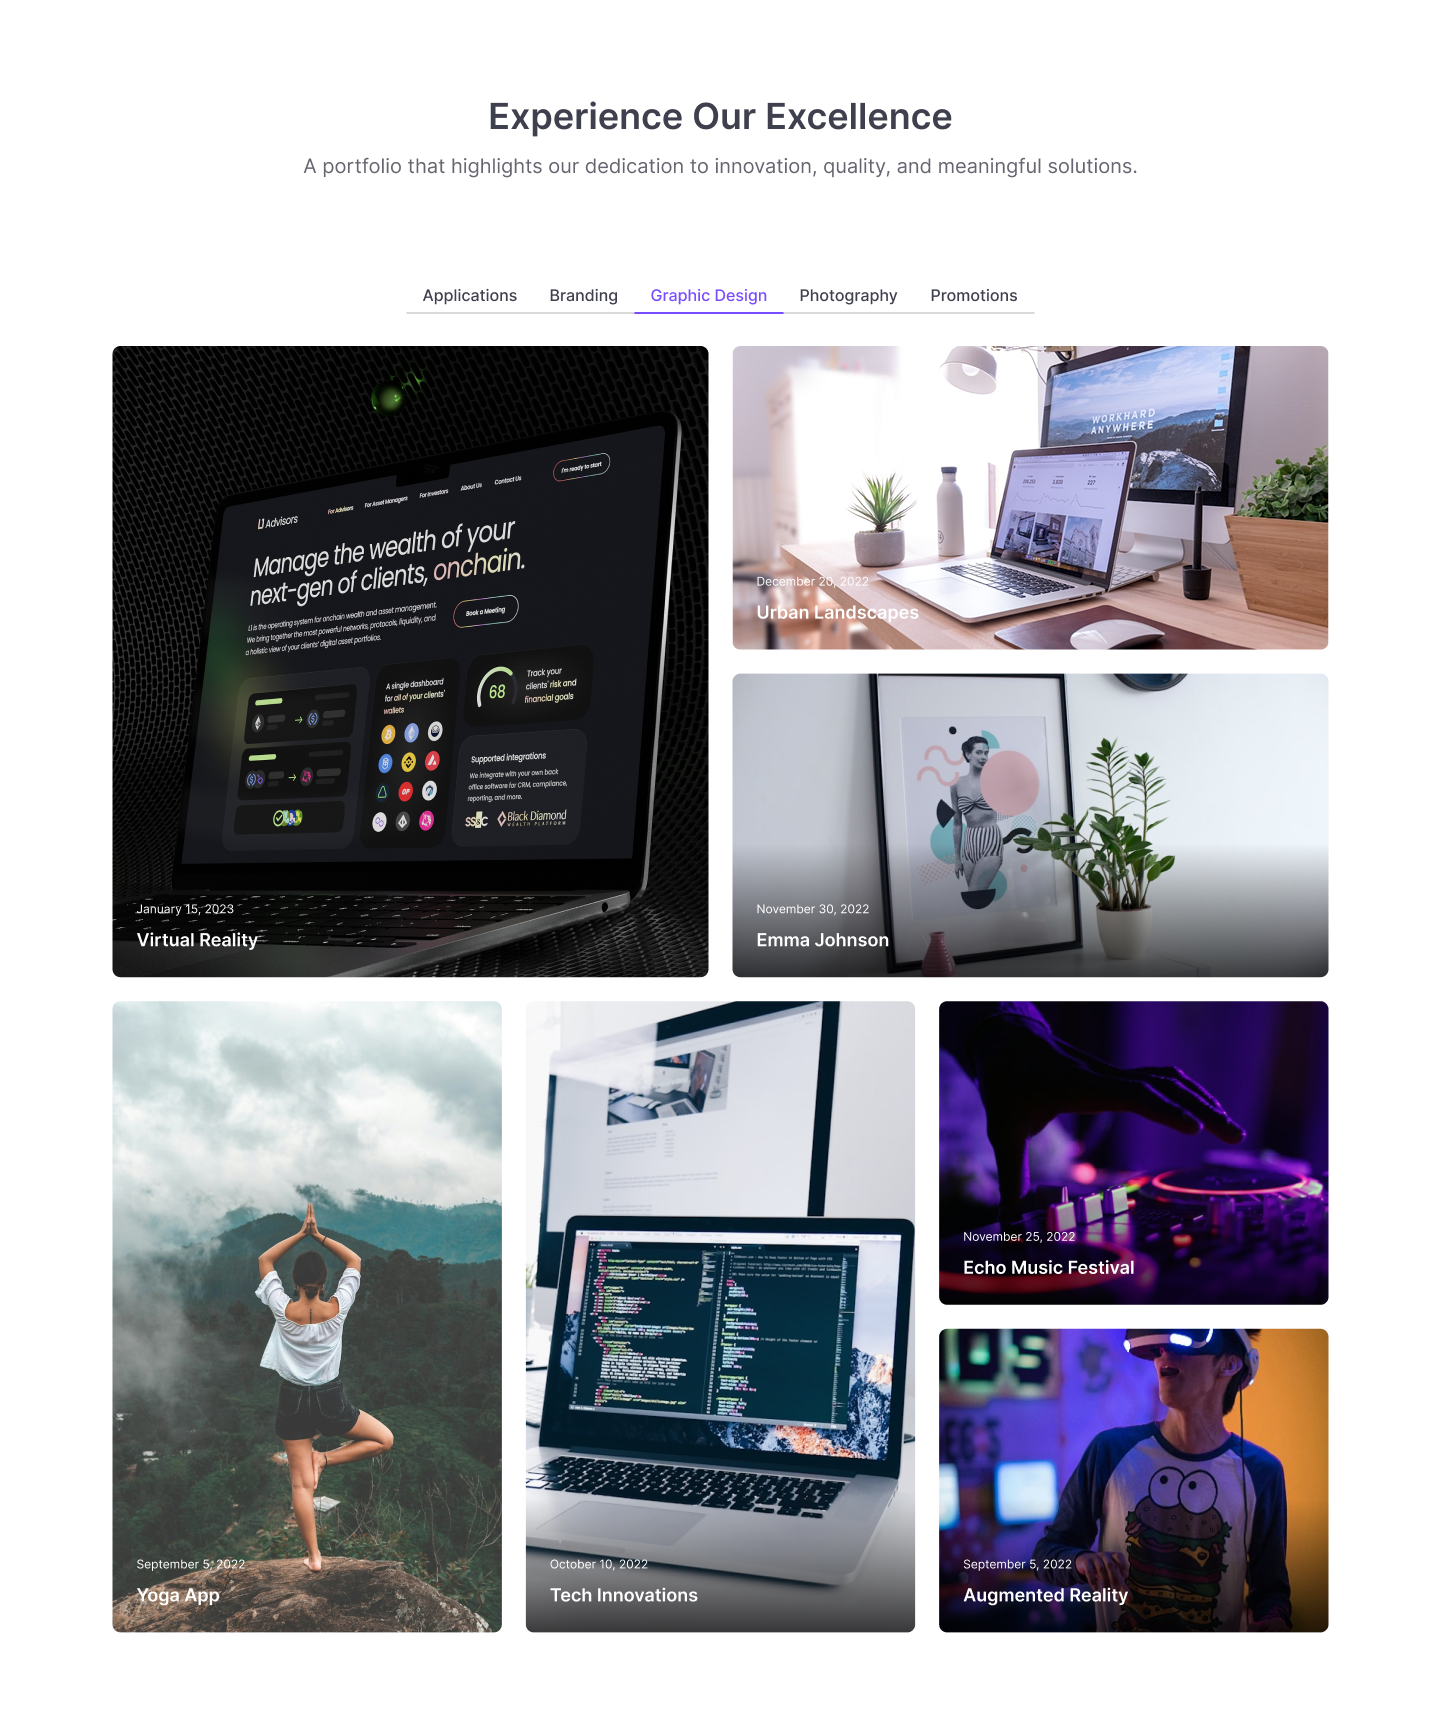 Experience Our Excellence
A portfolio that highlights our dedication to innovation, quality, and meaningful solutions.
Applications
Branding
Graphic Design
Photography
Promotions
LI Advisors
For Advisors
For Asset Managers
For Investors
About Us
Contact Us
I'm ready to start
Manage the wealth of your
next-gen of clients, onchain.
LI is the operating system for onchain wealth and asset management.
We bring together the most powerful networks, protocols, liquidity, and
a holistic view of your clients' digital asset portfolios.
Book a Meeting
A single dashboard
for all of your clients'
wallets
OP
68
Track your
clients' risk and
financial goals
Supported integrations
We integrate with your own back
office software for CRM, compliance,
reporting, and more.
Black Diamond
WEALTH PLATFORM
January 15, 2023
Virtual Reality
WORKHARD
ANYWHERE
227
December 20, 2022
Urban Landscapes
November 30, 2022
Emma Johnson
September 5, 2022
Yoga App
October 10, 2022
Tech Innovations
November 25, 2022
Echo Music Festival
September 5, 2022
Augmented Reality